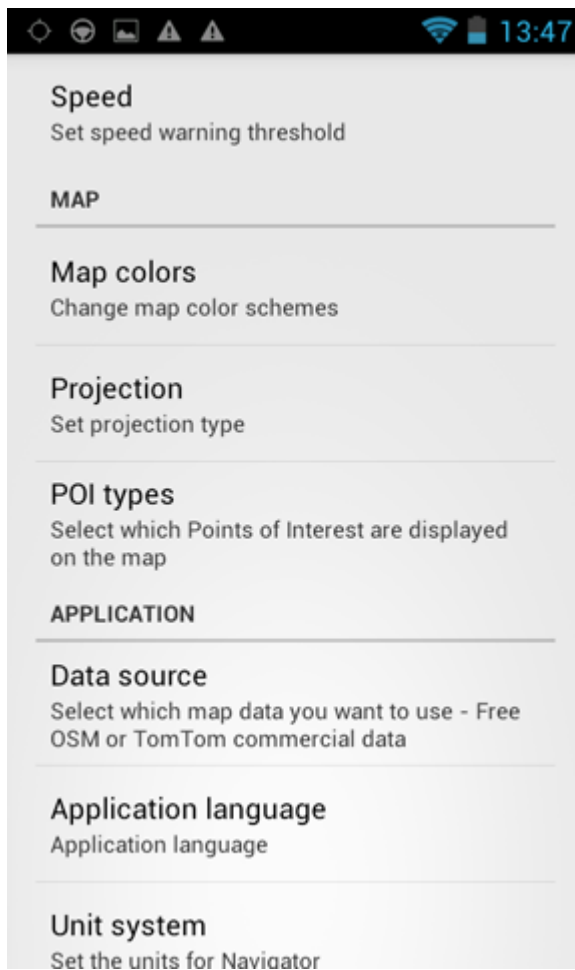 13:47
Speed
Set speed warning threshold
MAP
Map colors
Change map color schemes
Projection
Set projection type
POI types
Select which Points of Interest are displayed
on the map
APPLICATION
Data source
Select which map data you want to use - Free
OSM or TomTom commercial data
Application language
Application language
Unit system
Set the units for Navigator